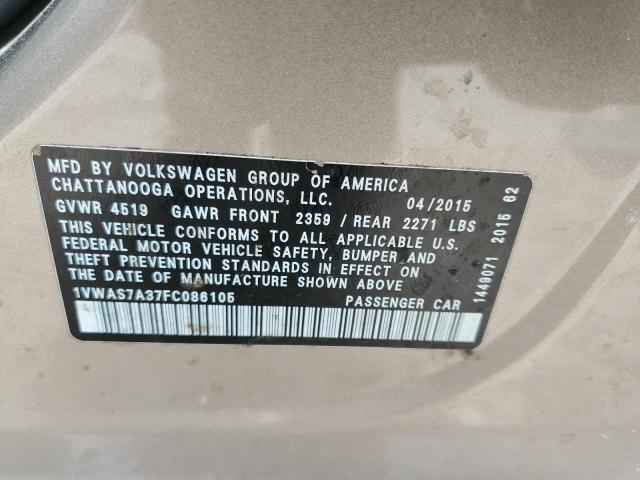 MFD BY VOLKSWAGEN GROUP OF AMERICA
CHATTANOOGA OPERATIONS, LLC. 04/2015
GVWR 4519 GAWR FRONT 2359 / REAR 2271 LBS
THIS VEHICLE CONFORMS TO ALL APPLICABLE U.S.
FEDERAL MOTOR VEHICLE SAFETY, BUMPER AND
THEFT PREVENTION STANDARDS IN EFFECT ON
THE DATE OF MANUFACTURE SHOWN ABOVE
1VWAS7A37FC086105 PASSENGER CAR
1449071 2015 62